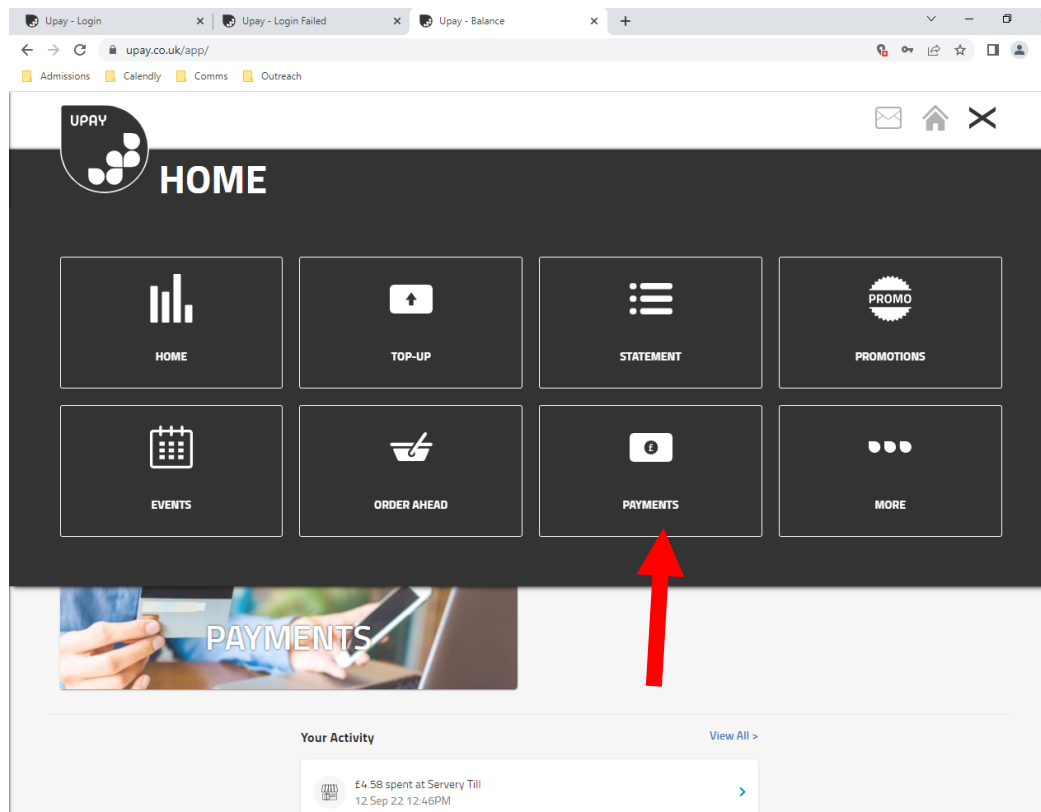 Upay - Login
Upay - Login Failed
Upay - Balance
upay.co.uk/app/
Admissions
Calendly
Comms
Outreach
UPAY
HOME
HOME
TOP-UP
STATEMENT
PROMO
PROMOTIONS
EVENTS
ORDER AHEAD
£
PAYMENTS
MORE
PAYMENTS
Your Activity
View All >
£4.58 spent at Servery Till
12 Sep 22 12:46PM